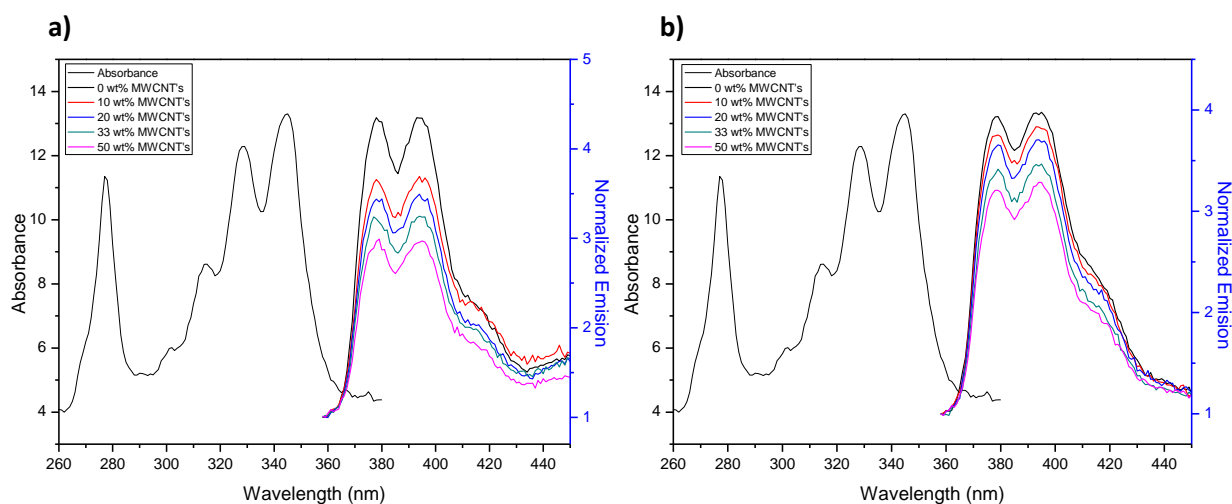 a)
b)
Absorbance
0 wt% MWCNT's
10 wt% MWCNT's
20 wt% MWCNT's
33 wt% MWCNT's
50 wt% MWCNT's
14
12
10
8
6
4
Absorbance
5
4
3
2
1
Normalized Emision
260 280 300 320 340 360 380 400 420 440
Wavelength (nm)
Absorbance
0 wt% MWCNT's
10 wt% MWCNT's
20 wt% MWCNT's
33 wt% MWCNT's
50 wt% MWCNT's
14
12
10
8
6
4
Absorbance
4
3
2
1
Normalized Emision
260 280 300 320 340 360 380 400 420 440
Wavelength (nm)